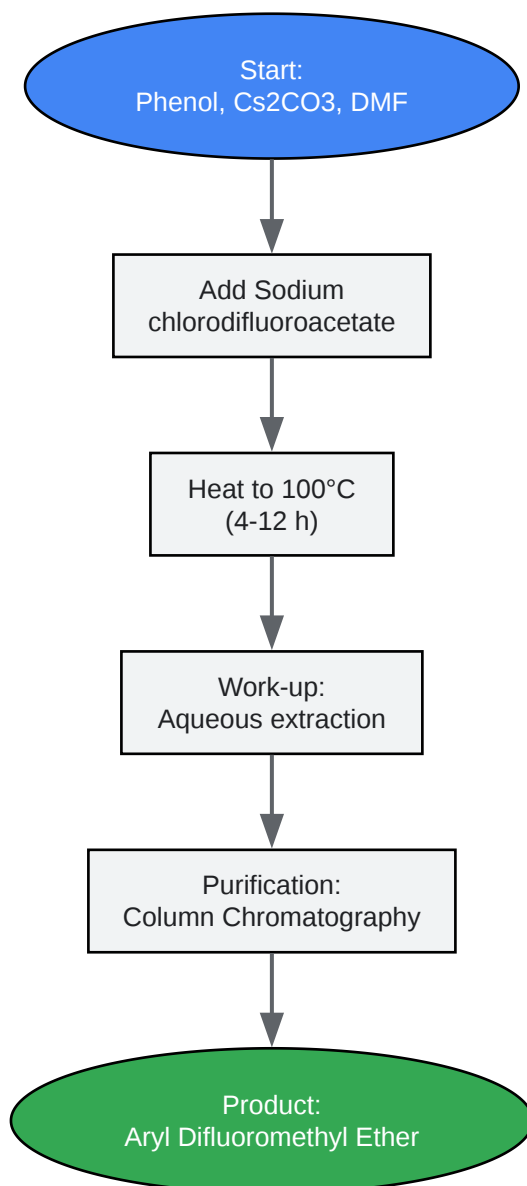 Start:
Phenol, Cs2CO3, DMF
Add Sodium
chlorodifluoroacetate
Heat to 100°C
(4-12 h)
Work-up:
Aqueous extraction
Purification:
Column Chromatography
Product:
Aryl Difluoromethyl Ether